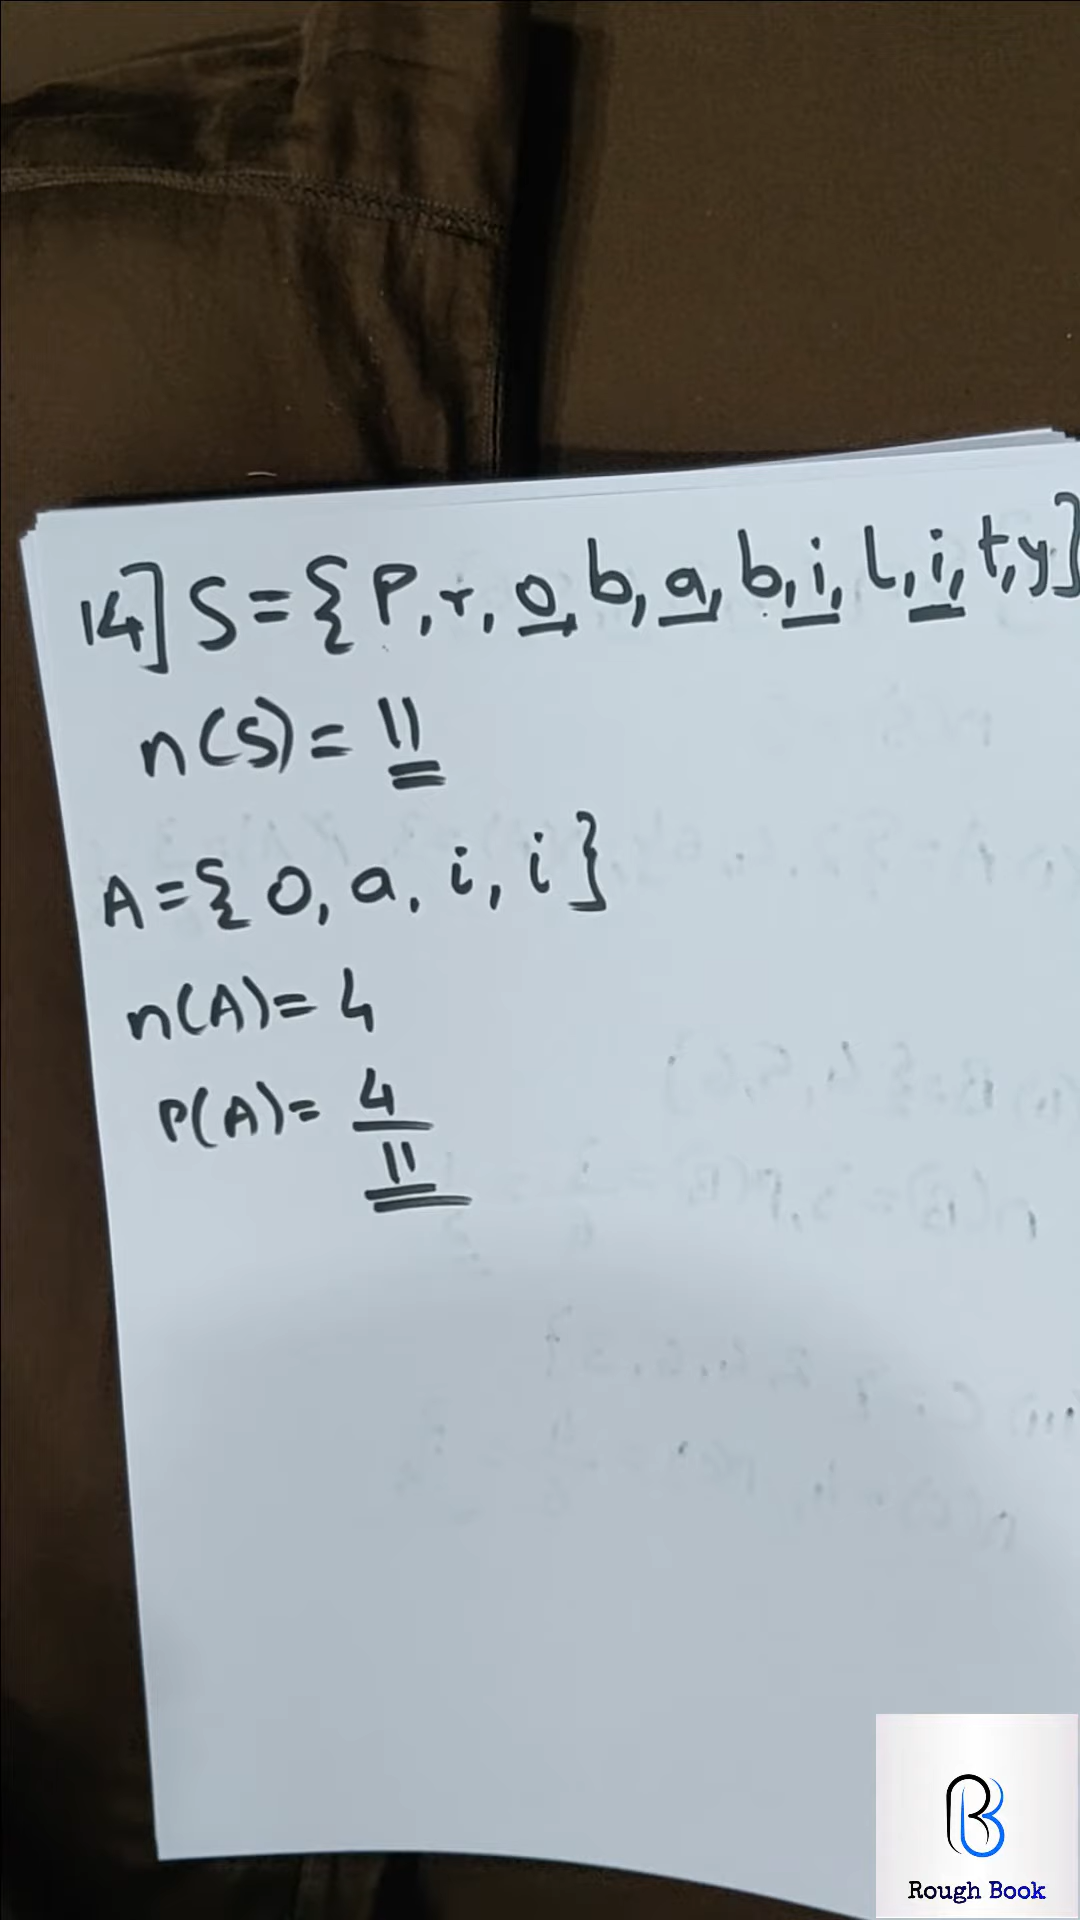 14] S={P, r, o, b, a, b, i, l, i, t, y}
n(S)= 11
A={ o, a, i, i }
n(A)= 4
P(A)= 4/11
Rough Book